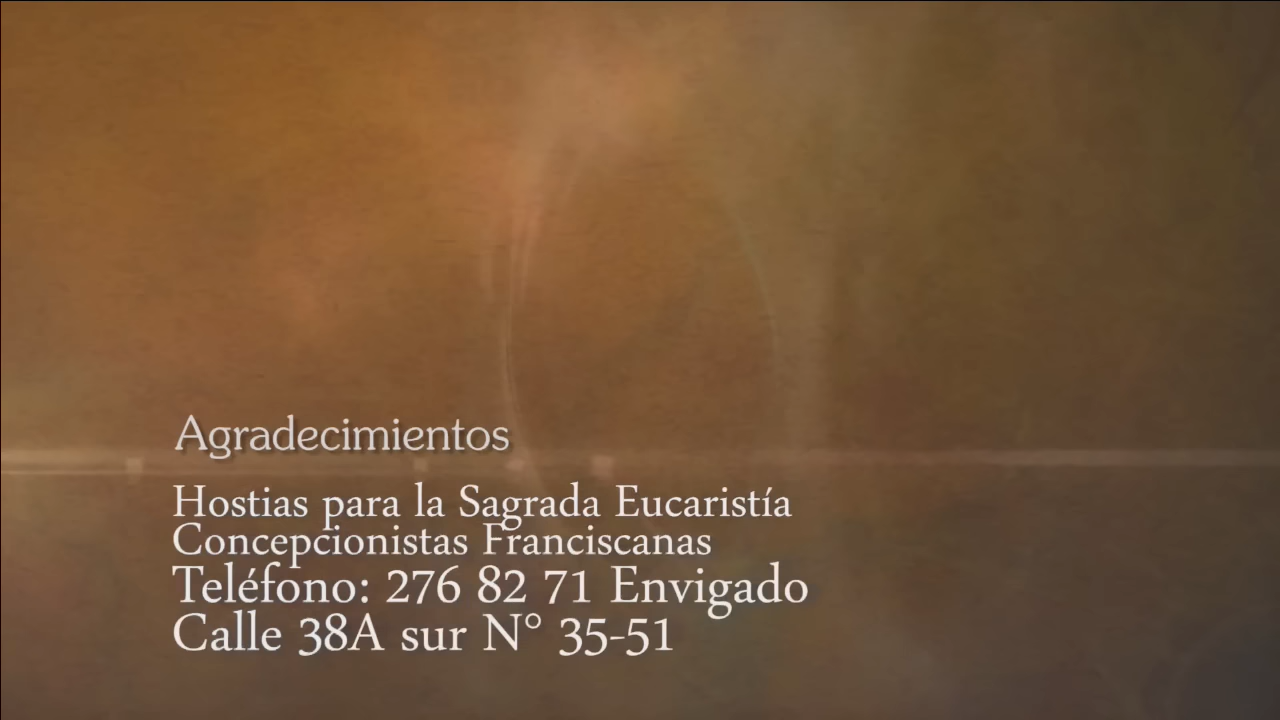 Agradecimientos
Hostias para la Sagrada Eucaristía
Concepcionistas Franciscanas
Teléfono: 276 82 71 Envigado
Calle 38A sur N° 35-51